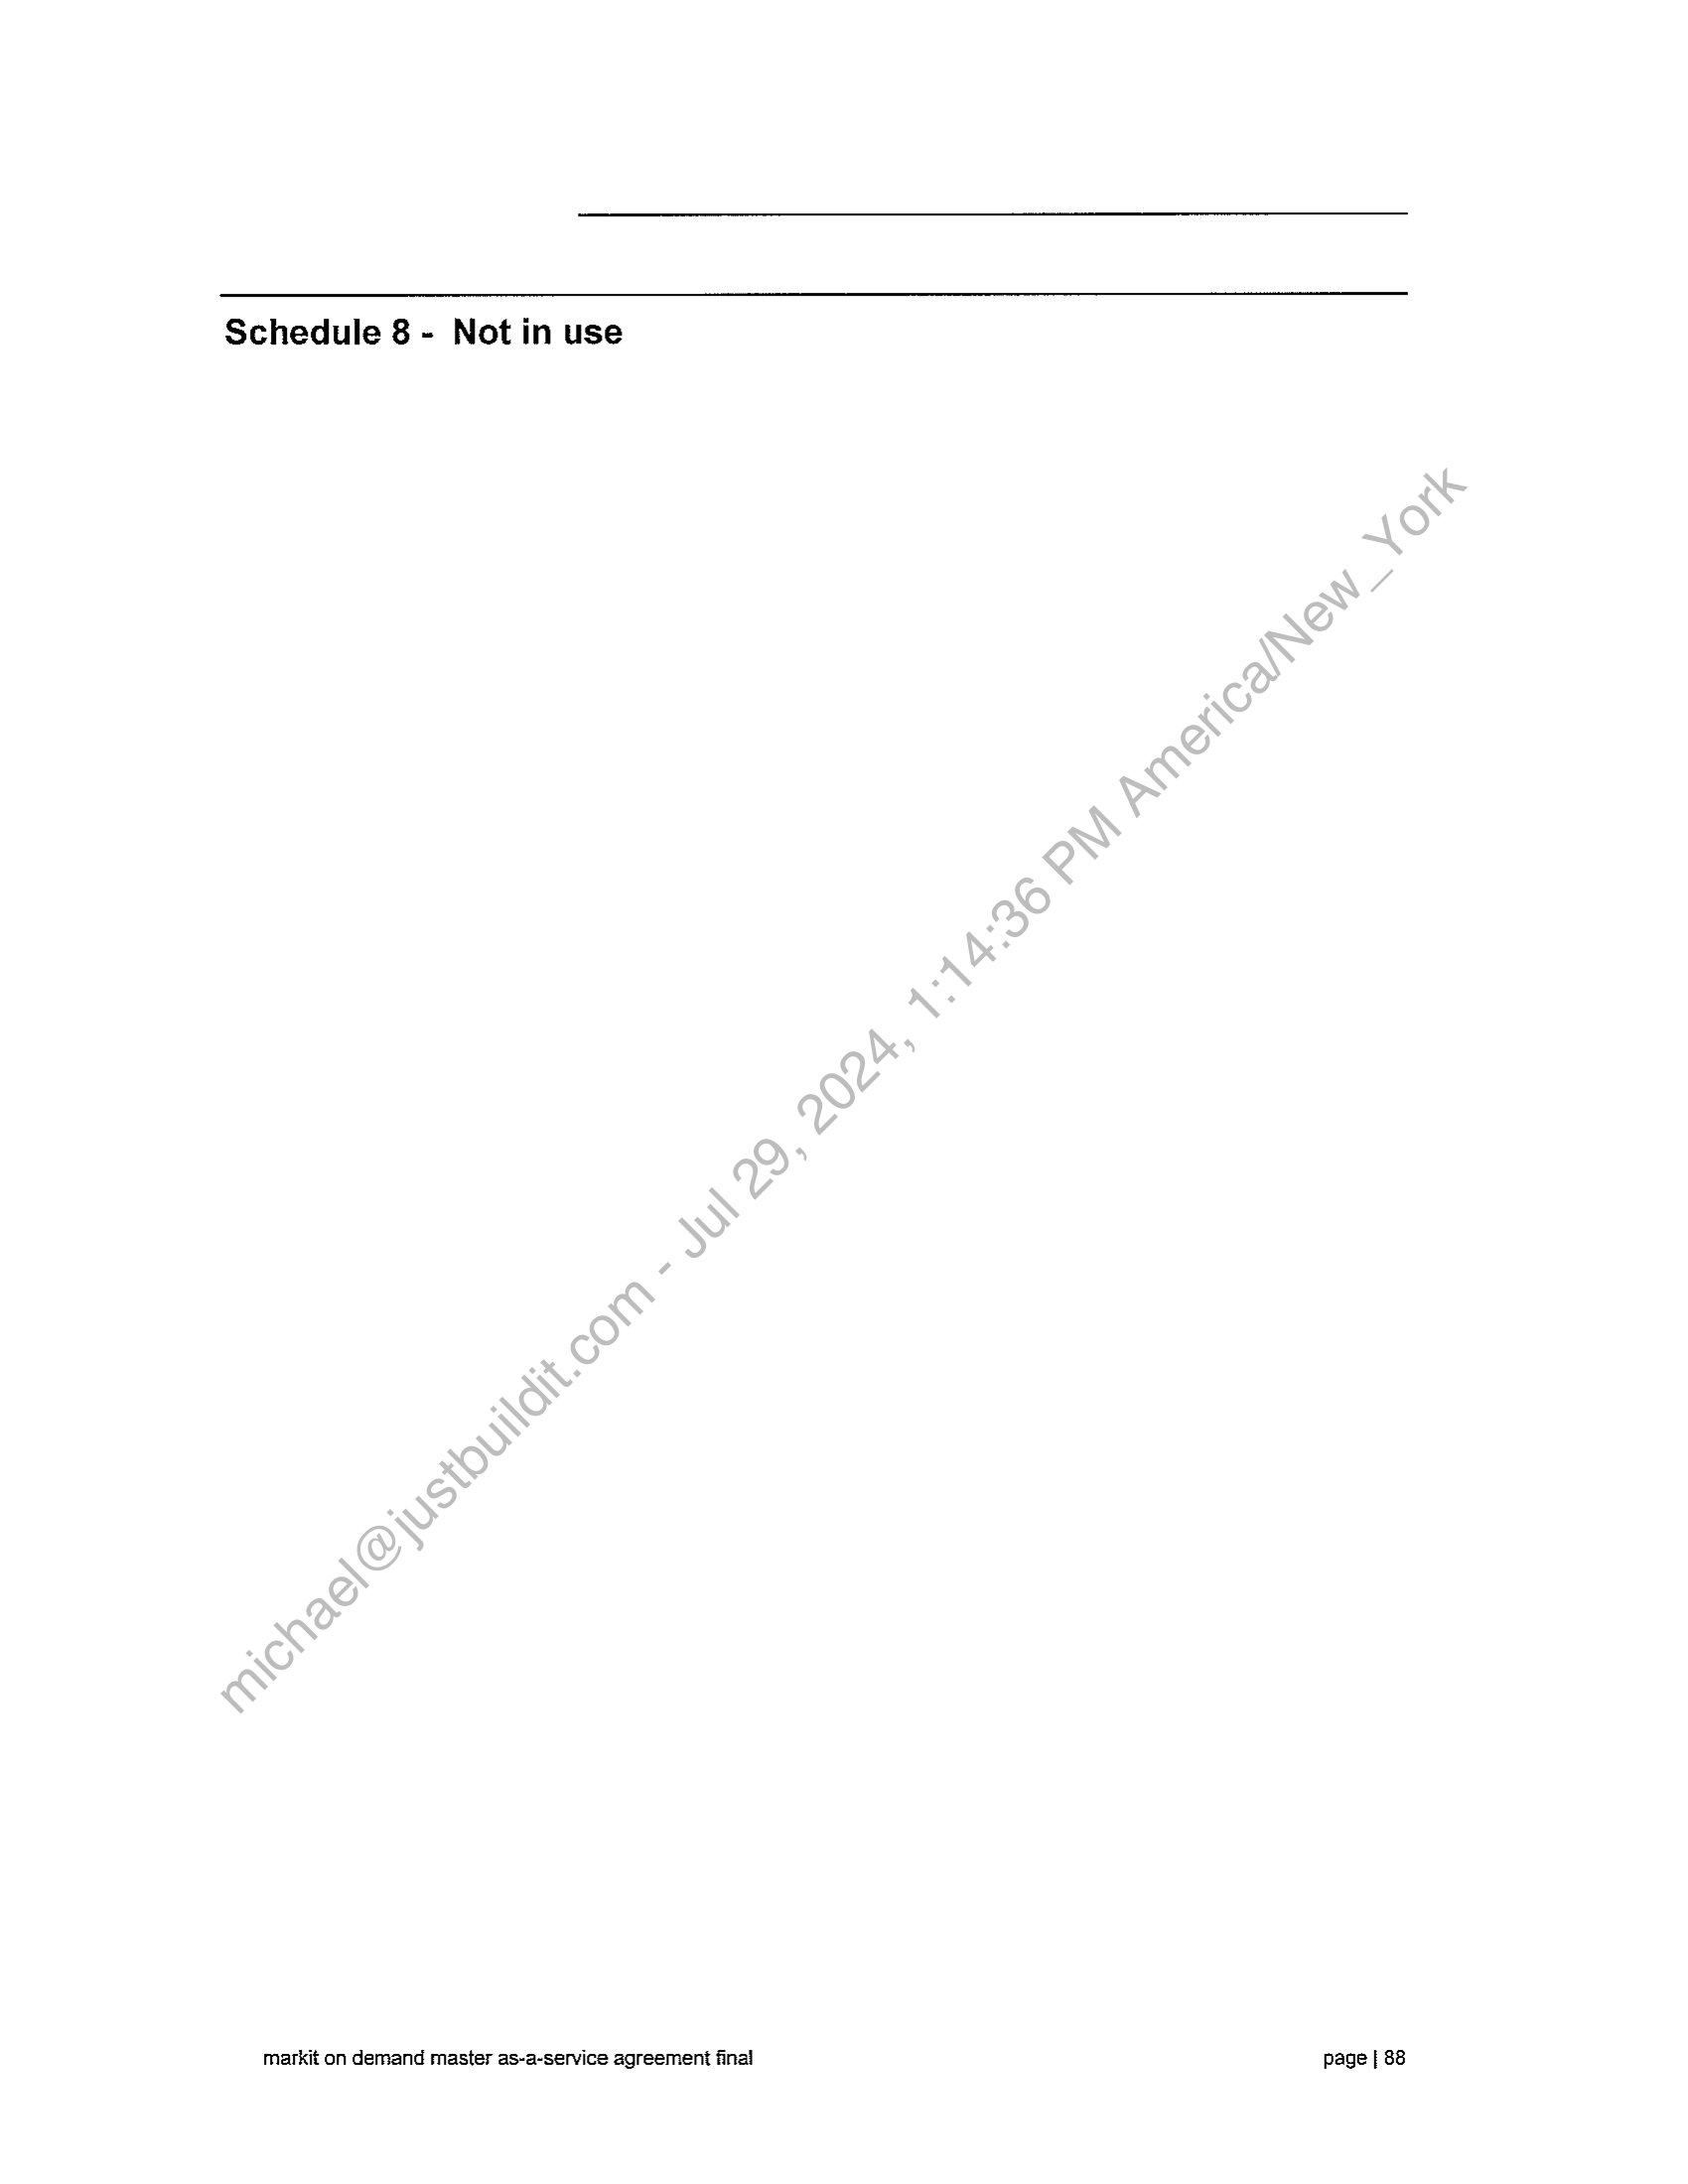 Schedule 8 -  Not in use
michael@justbuildit.com - Jul 29, 2024, 1:14:36 PM America/New_York
markit on demand master as-a-service agreement final
page | 88